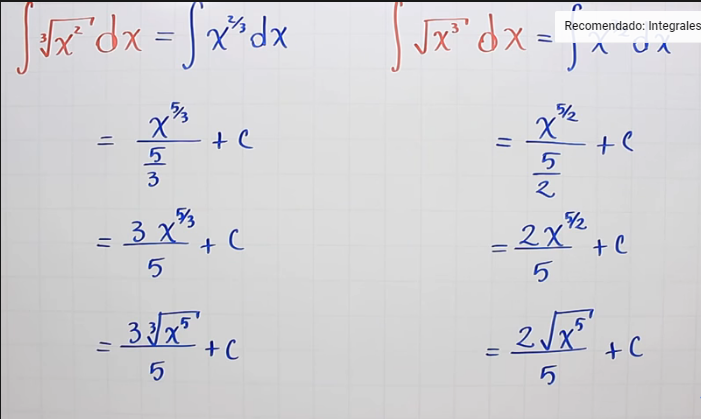 ∫ ∛(x²) dx = ∫ x^(2/3) dx
= x^(5/3) / (5/3) + C
= 3x^(5/3) / 5 + C
= 3∛(x⁵) / 5 + C
∫ √(x³) dx = ∫ x dx
Recomendado: Integrales
= x^(5/2) / (5/2) + C
= 2x^(5/2) / 5 + C
= 2√(x⁵) / 5 + C